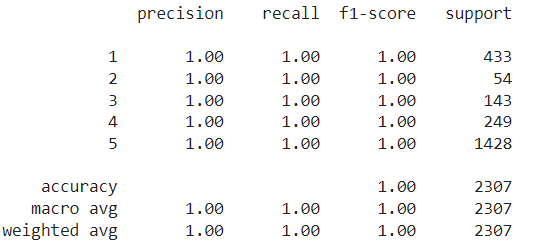 precision recall f1-score support
1 1.00 1.00 1.00 433
2 1.00 1.00 1.00 54
3 1.00 1.00 1.00 143
4 1.00 1.00 1.00 249
5 1.00 1.00 1.00 1428
accuracy 1.00 2307
macro avg 1.00 1.00 1.00 2307
weighted avg 1.00 1.00 1.00 2307